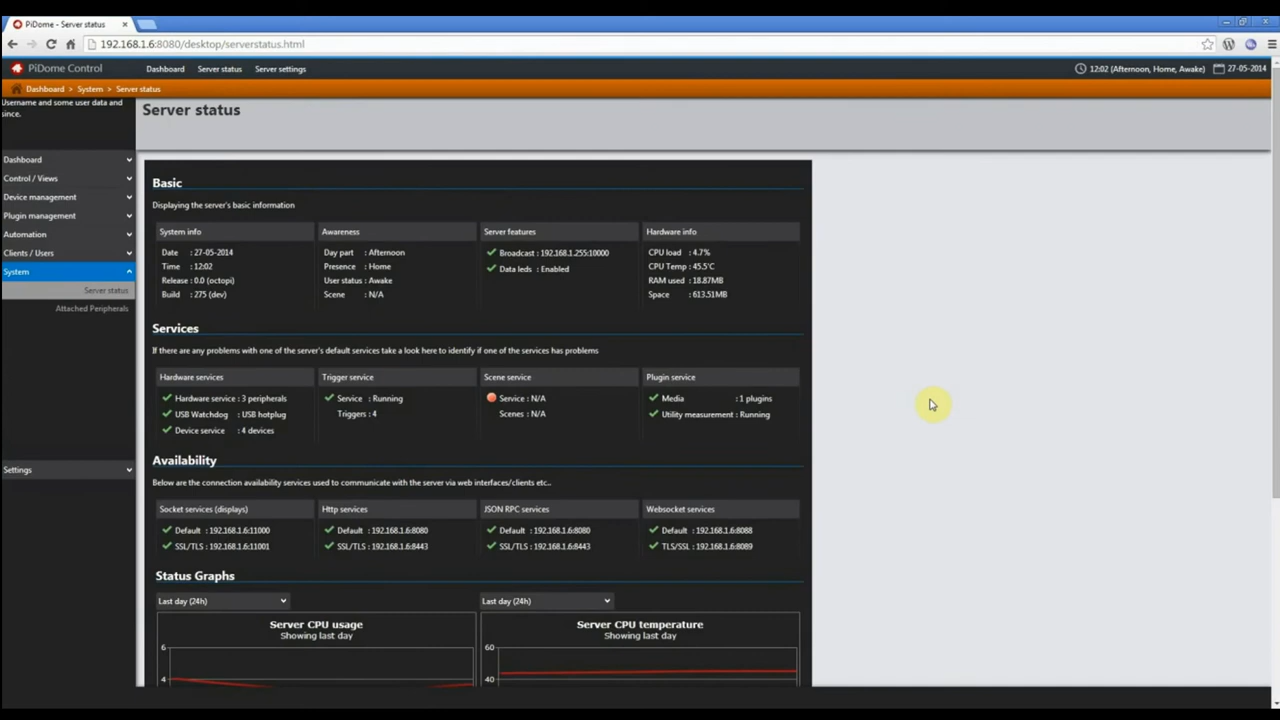 PiDome - Server status
192.168.1.6:8080/desktop/serverstatus.html
PiDome Control
Dashboard
Server status
Server settings
12:02 (Afternoon, Home, Awake)
27-05-2014
Dashboard
System
Server status
Username and some user data and
since.
Server status
Dashboard
Control / Views
Device management
Plugin management
Automation
Clients / Users
System
Server status
Attached Peripherals
Settings
Basic
Displaying the server's basic information
System info
Date : 27-05-2014
Time : 12:02
Release : 0.0 (octopi)
Build : 275 (dev)
Awareness
Day part : Afternoon
Presence : Home
User status : Awake
Scene : N/A
Server features
Broadcast : 192.168.1.255:10000
Data leds : Enabled
Hardware info
CPU load : 4.7%
CPU Temp : 45.5°C
RAM used : 18.87MB
Space : 613.51MB
Services
If there are any problems with one of the server's default services take a look here to identify if one of the services has problems
Hardware services
Hardware service : 3 peripherals
USB Watchdog : USB hotplug
Device service : 4 devices
Trigger service
Service : Running
Triggers : 4
Scene service
Service : N/A
Scenes : N/A
Plugin service
Media : 1 plugins
Utility measurement : Running
Availability
Below are the connection availability services used to communicate with the server via web interfaces/clients etc..
Socket services (displays)
Default : 192.168.1.6:11000
SSL/TLS : 192.168.1.6:11001
Http services
Default : 192.168.1.6:8080
SSL/TLS : 192.168.1.6:8443
JSON RPC services
Default : 192.168.1.6:8080
SSL/TLS : 192.168.1.6:8443
Websocket services
Default : 192.168.1.6:8088
TLS/SSL : 192.168.1.6:8089
Status Graphs
Last day (24h)
Last day (24h)
Server CPU usage
Showing last day
6
4
Server CPU temperature
Showing last day
60
40